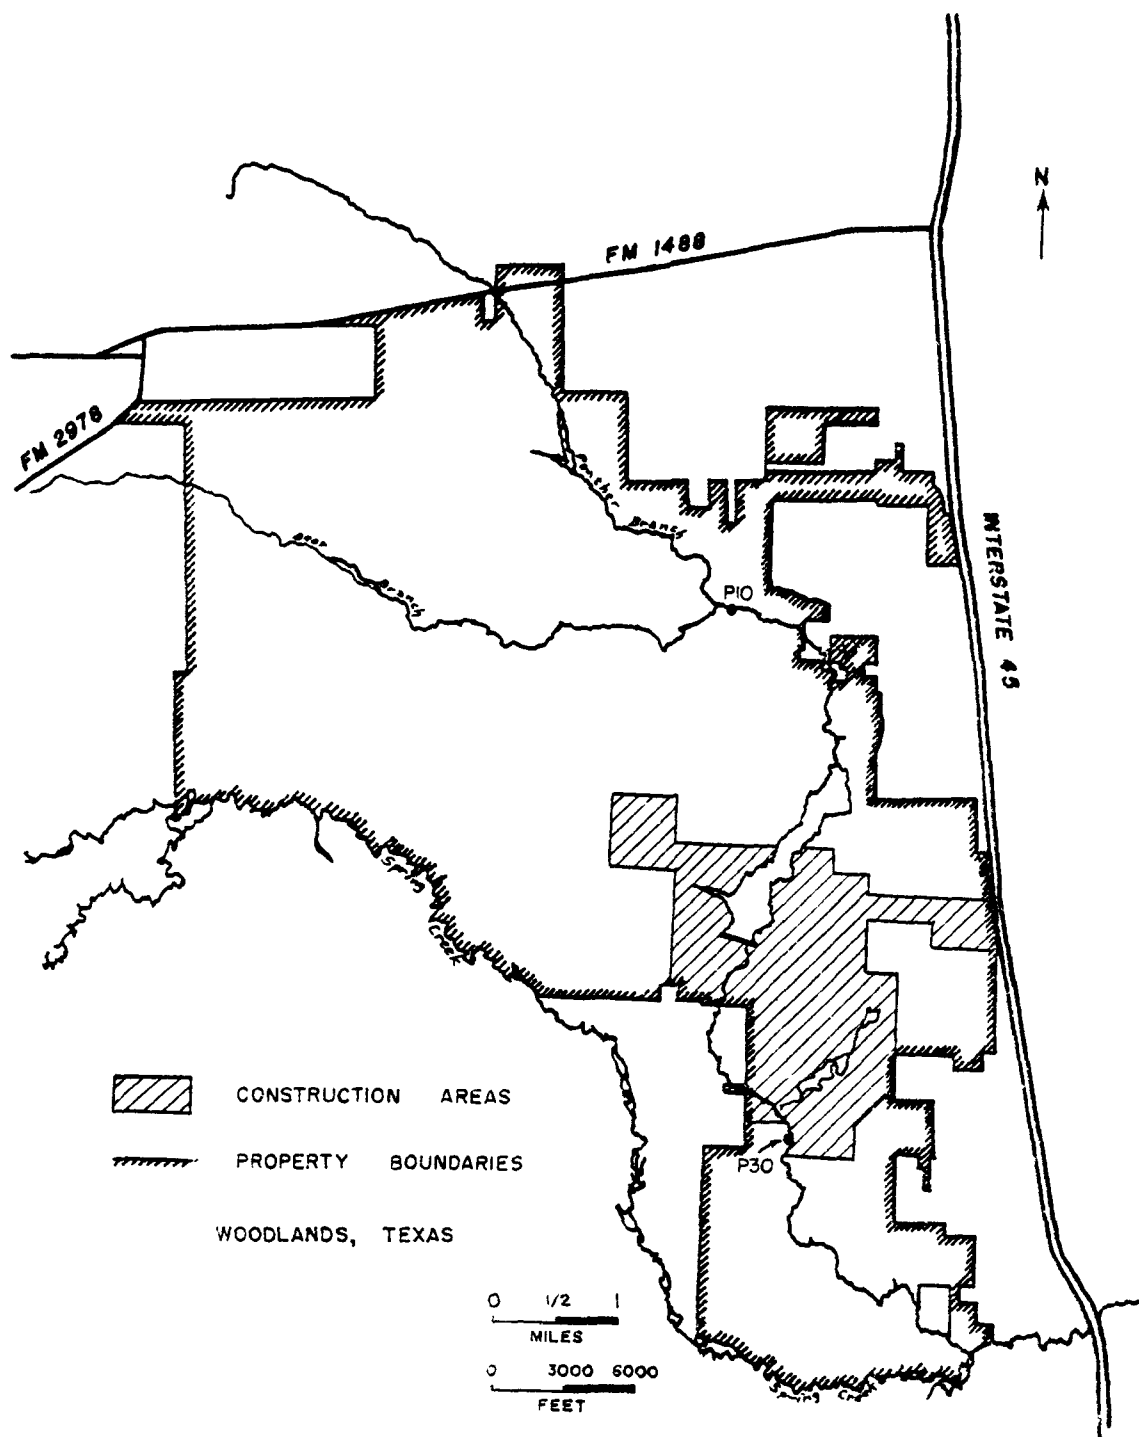 N
FM 1488
FM 2978
Panther
Branch
Bear
Branch
P10
INTERSTATE 45
Spring
Creek
CONSTRUCTION AREAS
PROPERTY BOUNDARIES
P30
WOODLANDS, TEXAS
0 1/2 1
MILES
0 3000 6000
FEET
Spring Creek